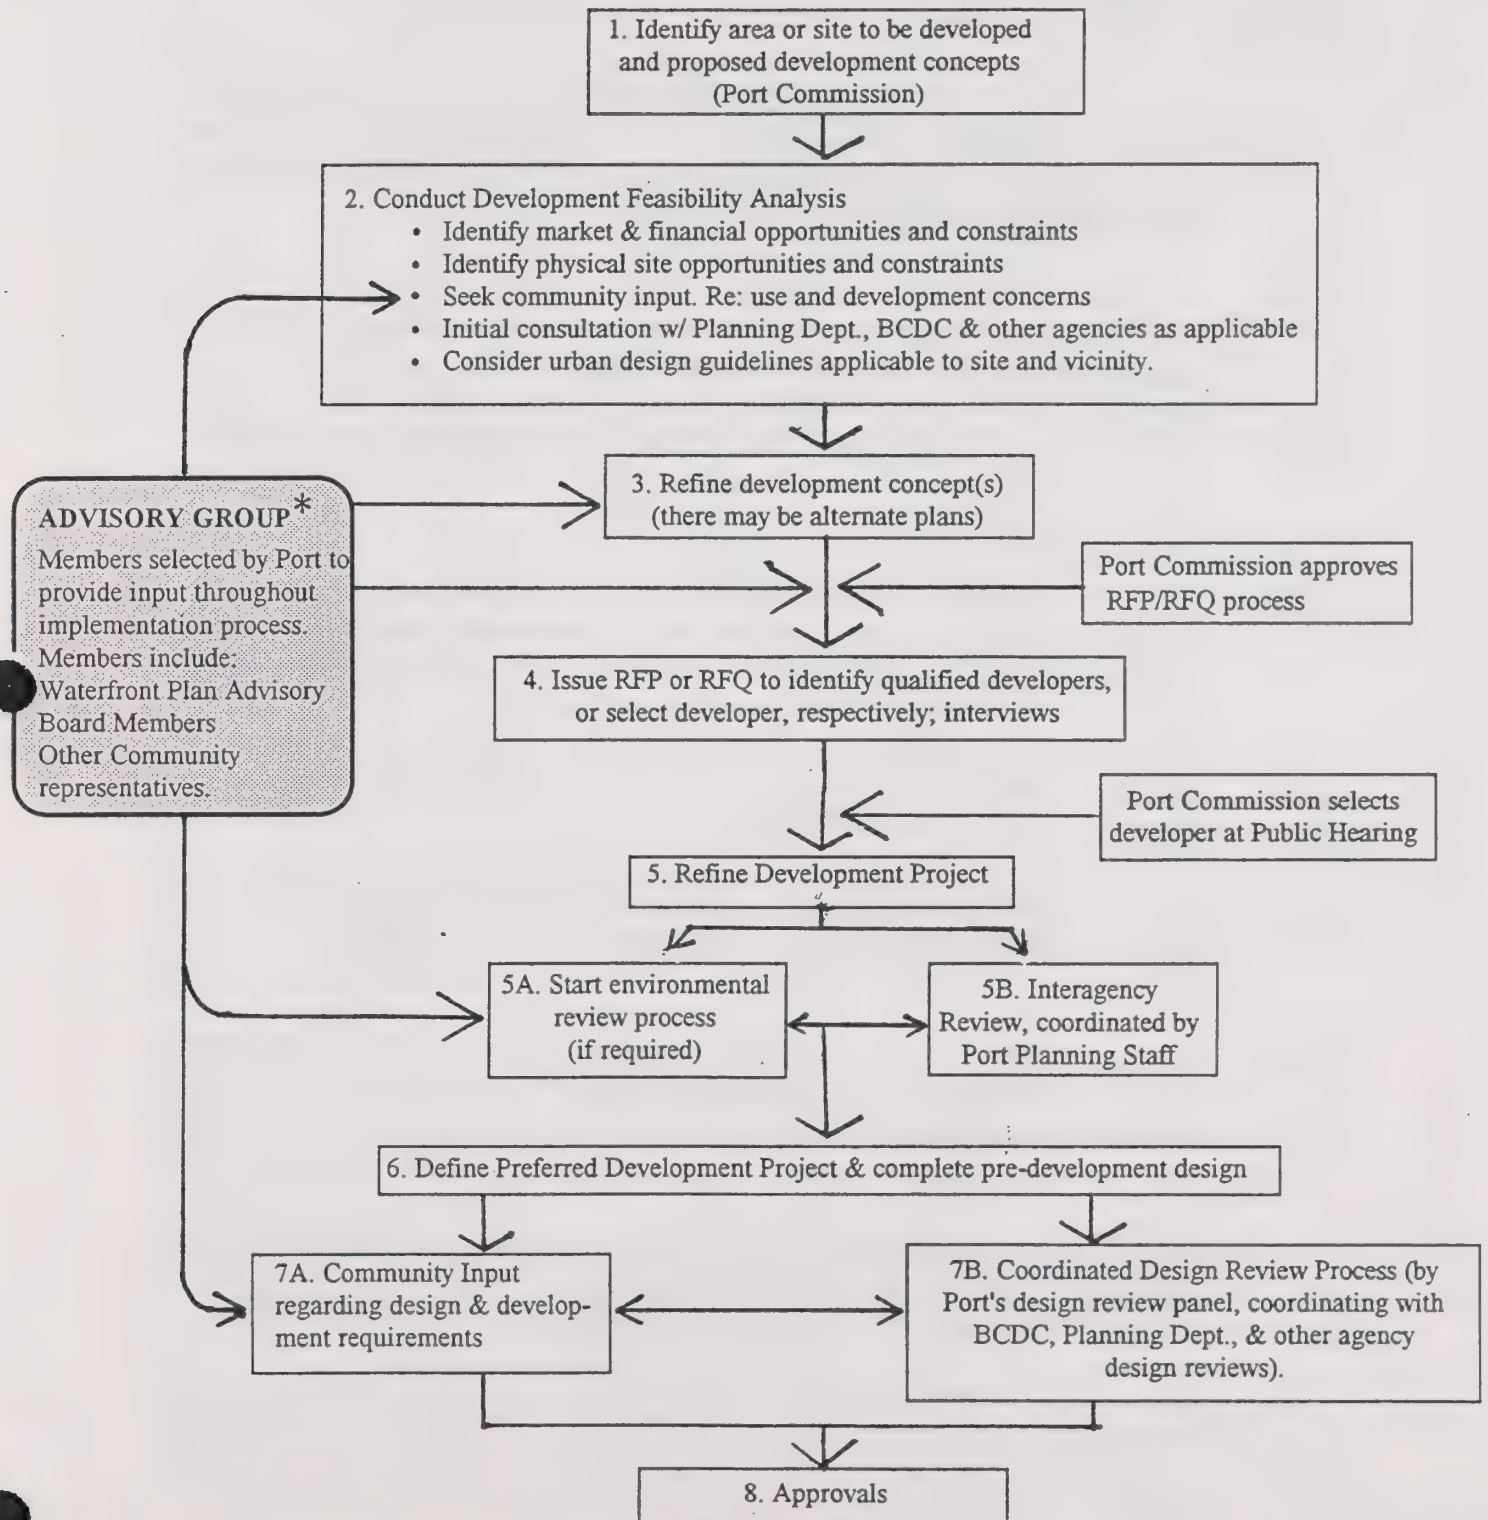 1. Identify area or site to be developed
and proposed development concepts
(Port Commission)
2. Conduct Development Feasibility Analysis
• Identify market & financial opportunities and constraints
• Identify physical site opportunities and constraints
• Seek community input. Re: use and development concerns
• Initial consultation w/ Planning Dept., BCDC & other agencies as applicable
• Consider urban design guidelines applicable to site and vicinity.
3. Refine development concept(s)
(there may be alternate plans)
ADVISORY GROUP*
Members selected by Port to
provide input throughout
implementation process.
Members include:
Waterfront Plan Advisory
Board Members
Other Community
representatives.
Port Commission approves
RFP/RFQ process
4. Issue RFP or RFQ to identify qualified developers,
or select developer, respectively; interviews
Port Commission selects
developer at Public Hearing
5. Refine Development Project
5A. Start environmental
review process
(if required)
5B. Interagency
Review, coordinated by
Port Planning Staff
6. Define Preferred Development Project & complete pre-development design
7A. Community Input
regarding design & develop-
ment requirements
7B. Coordinated Design Review Process (by
Port's design review panel, coordinating with
BCDC, Planning Dept., & other agency
design reviews).
8. Approvals